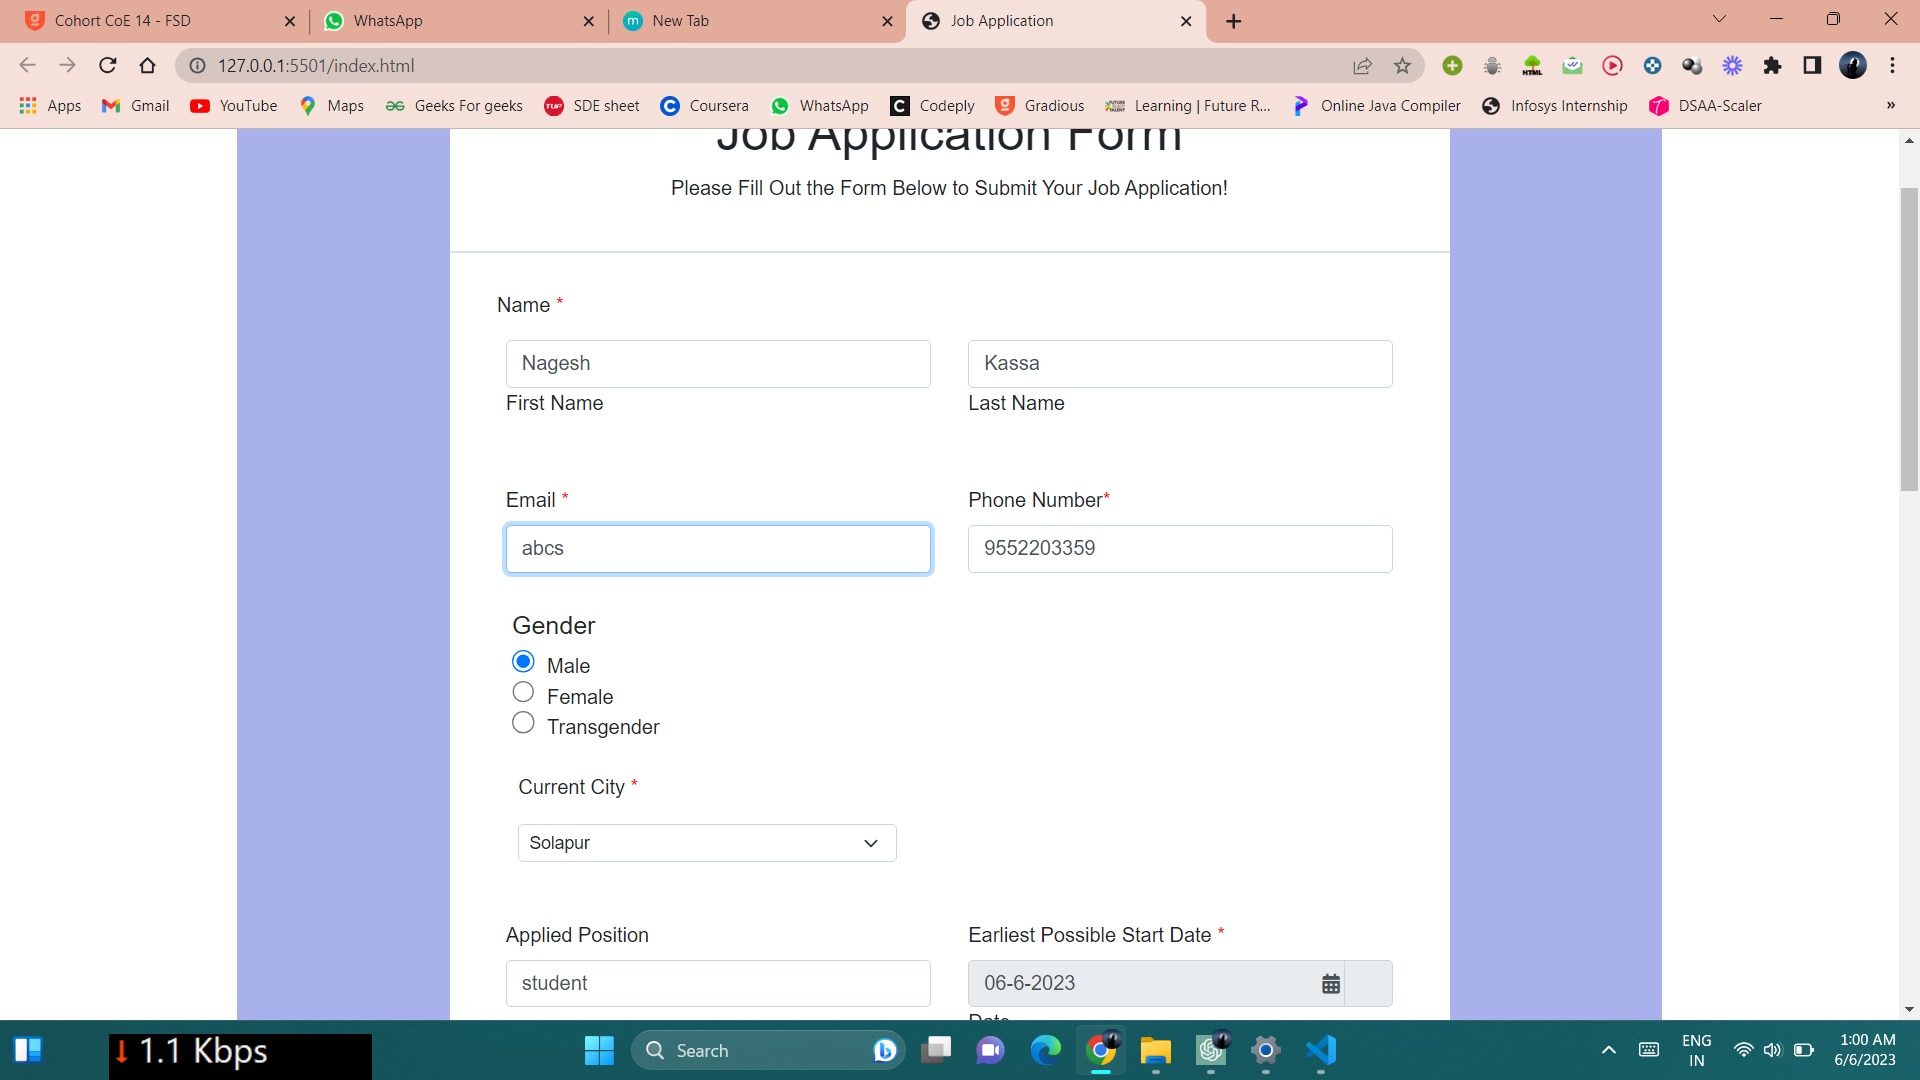 Cohort CoE 14 - FSD
WhatsApp
New Tab
Job Application
127.0.0.1:5501/index.html
Apps
Gmail
YouTube
Maps
Geeks For geeks
SDE sheet
Coursera
WhatsApp
Codeply
Gradious
Learning | Future R...
Online Java Compiler
Infosys Internship
DSAA-Scaler
»
Job Application Form
Please Fill Out the Form Below to Submit Your Job Application!
Name *
Nagesh
Kassa
First Name
Last Name
Email *
Phone Number*
abcs
9552203359
Gender
Male
Female
Transgender
Current City *
Solapur
Applied Position
Earliest Possible Start Date *
student
06-6-2023
Date
1.1 Kbps
Search
ENG
IN
1:00 AM
6/6/2023